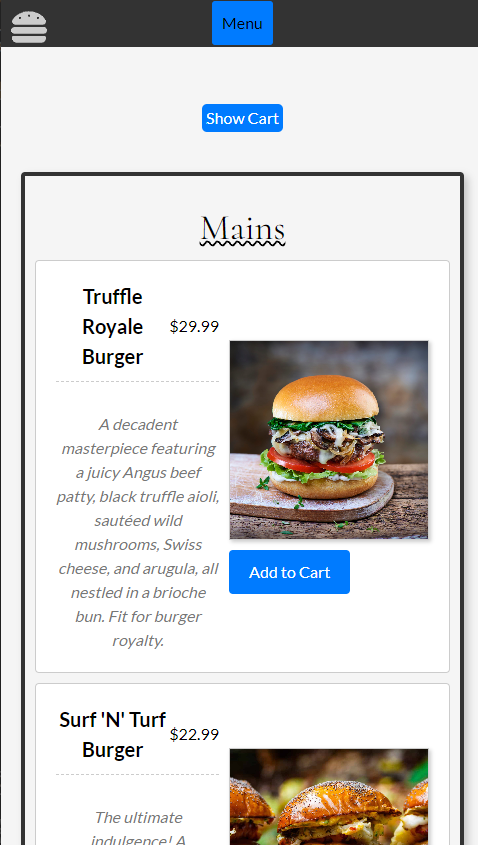 Menu
Show Cart
Mains
Truffle
Royale
Burger
$29.99
A decadent
masterpiece featuring
a juicy Angus beef
patty, black truffle aioli,
sautéed wild
mushrooms, Swiss
cheese, and arugula, all
nestled in a brioche
bun. Fit for burger
royalty.
Add to Cart
Surf 'N' Turf
Burger
$22.99
The ultimate
indulgence! A